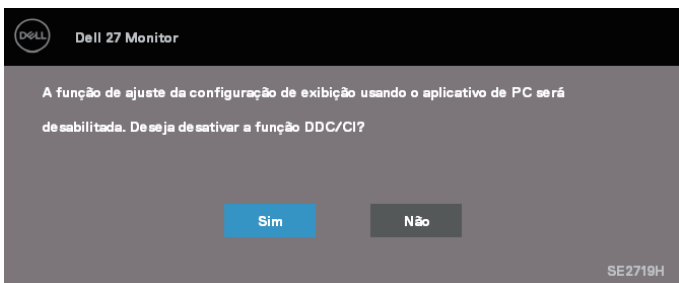 DELL
Dell 27 Monitor
A função de ajuste da configuração de exibição usando o aplicativo de PC será
desabilitada. Deseja desativar a função DDC/CI?
Sim Não
SE2719H